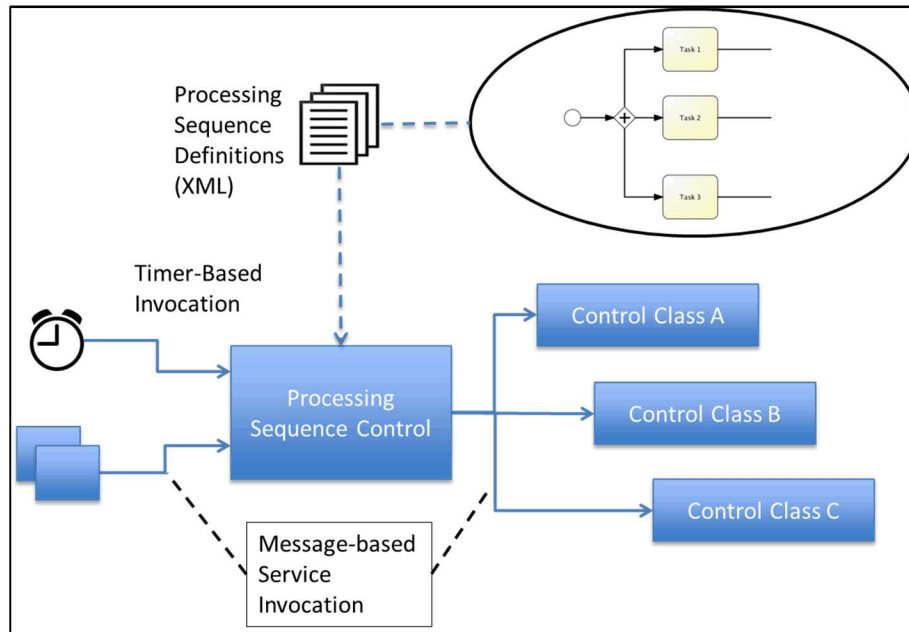 Processing
Sequence
Definitions
(XML)
Task 1
Task 2
Task 3
Timer-Based
Invocation
Processing
Sequence Control
Control Class A
Control Class B
Control Class C
Message-based
Service
Invocation